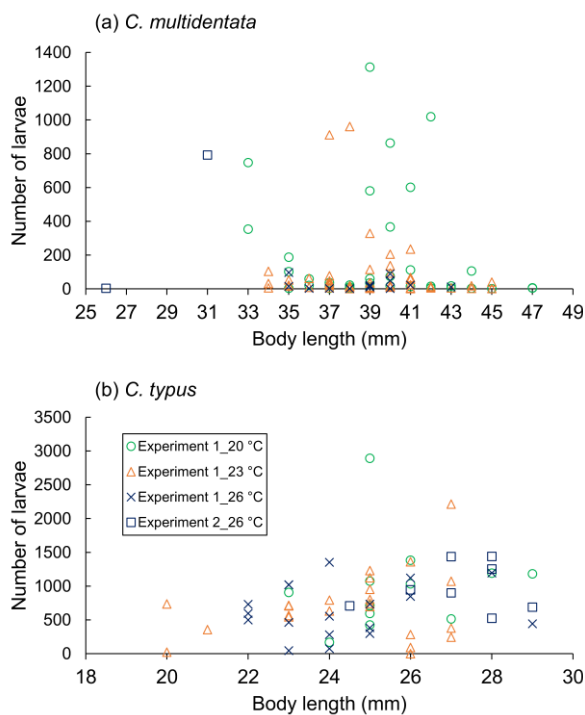 (a) C. multidentata
1400
1200
1000
800
600
400
200
0
Number of larvae
25 27 29 31 33 35 37 39 41 43 45 47 49
Body length (mm)
(b) C. typus
3500
3000
2500
2000
1500
1000
500
0
Number of larvae
Experiment 1_20 °C
Experiment 1_23 °C
Experiment 1_26 °C
Experiment 2_26 °C
18 20 22 24 26 28 30
Body length (mm)